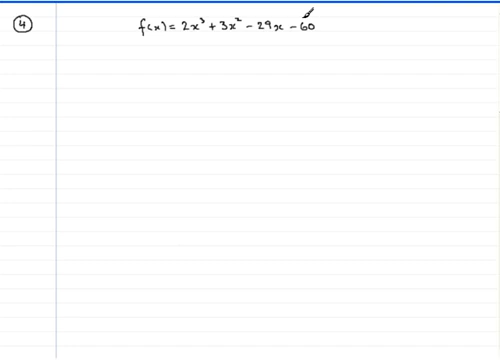 4 f(x) = 2x³ + 3x² - 29x - 60